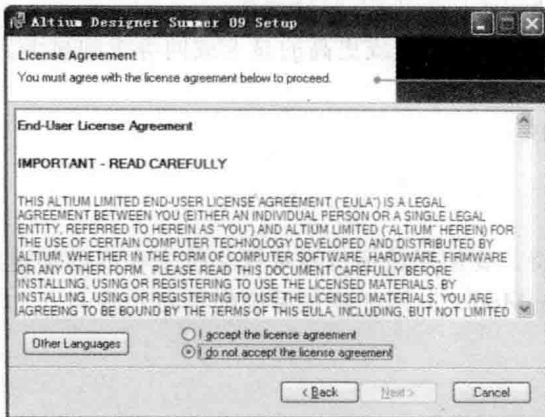 Altium Designer Summer 09 Setup
License Agreement
You must agree with the license agreement below to proceed.
End-User License Agreement
IMPORTANT - READ CAREFULLY
THIS ALTIUM LIMITED END-USER LICENSE AGREEMENT ("EULA") IS A LEGAL
AGREEMENT BETWEEN YOU (EITHER AN INDIVIDUAL PERSON OR A SINGLE LEGAL
ENTITY, REFERRED TO HEREIN AS "YOU") AND ALTIUM LIMITED ("ALTIUM" HEREIN) FOR
THE USE OF CERTAIN COMPUTER TECHNOLOGY DEVELOPED AND DISTRIBUTED BY
ALTIUM, WHETHER IN THE FORM OF COMPUTER SOFTWARE, HARDWARE, FIRMWARE
OR ANY OTHER FORM. PLEASE READ THIS DOCUMENT CAREFULLY BEFORE
INSTALLING, USING OR REGISTERING TO USE THE LICENSED MATERIALS. BY
INSTALLING, USING OR REGISTERING TO USE THE LICENSED MATERIALS, YOU ARE
AGREEING TO BE BOUND BY THE TERMS OF THIS EULA, INCLUDING, BUT NOT LIMITED
Other Languages
I accept the license agreement
I do not accept the license agreement
< Back
Next >
Cancel